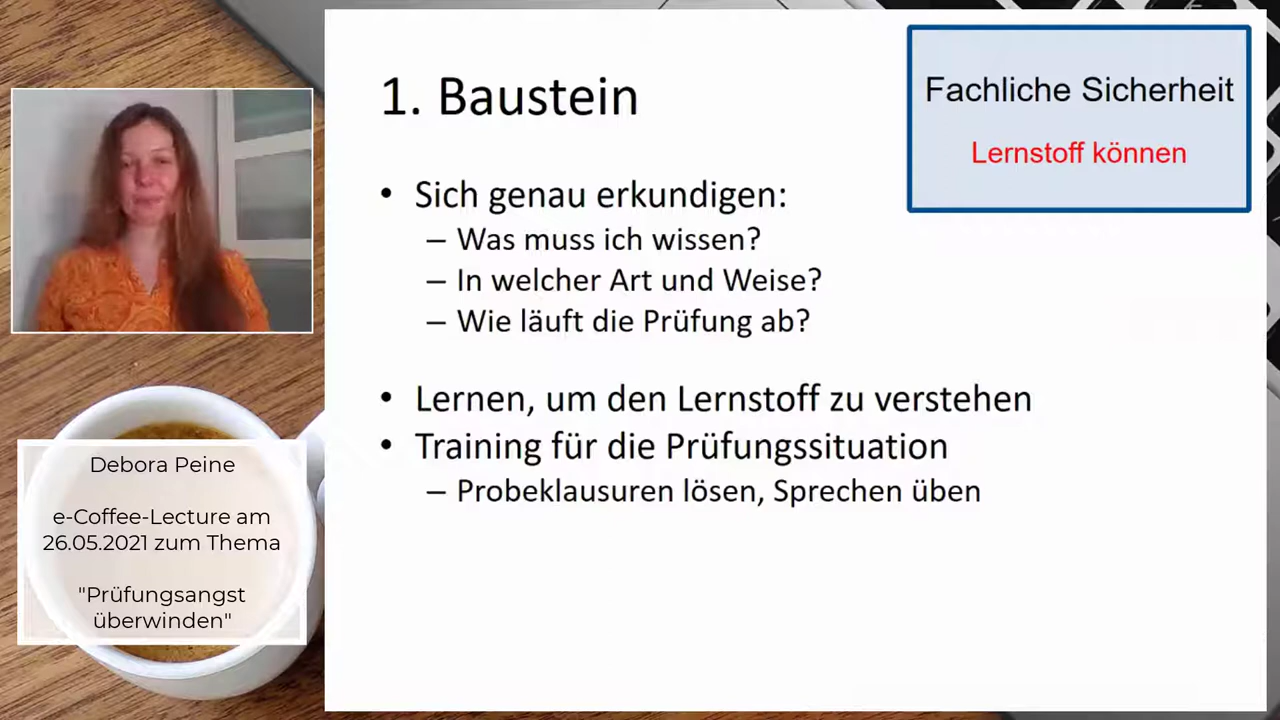 1. Baustein
Fachliche Sicherheit
Lernstoff können
• Sich genau erkundigen:
– Was muss ich wissen?
– In welcher Art und Weise?
– Wie läuft die Prüfung ab?
• Lernen, um den Lernstoff zu verstehen
• Training für die Prüfungssituation
– Probeklausuren lösen, Sprechen üben
Debora Peine
e-Coffee-Lecture am
26.05.2021 zum Thema
"Prüfungsangst
überwinden"